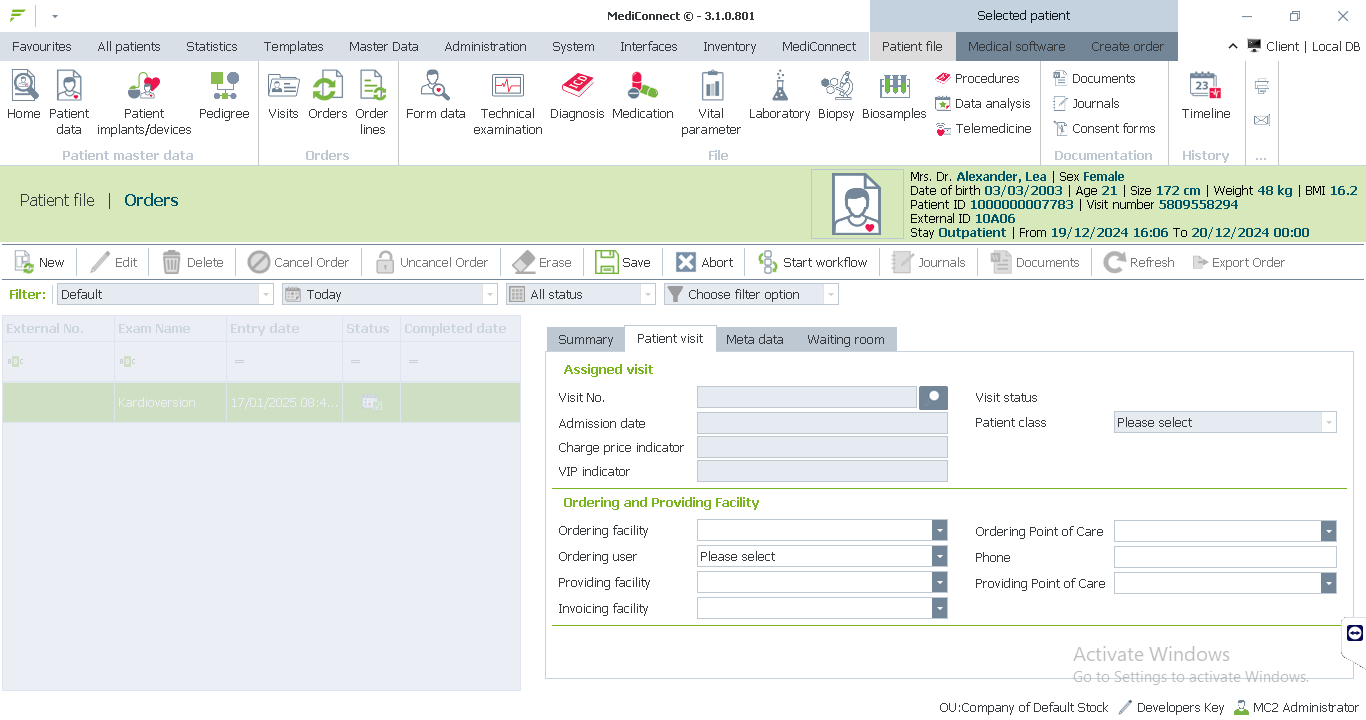 MediConnect © - 3.1.0.801
Selected patient
Favourites All patients Statistics Templates Master Data Administration System Interfaces Inventory MediConnect Patient file Medical software Create order Client | Local DB
Home
Patient data
Patient implants/devices
Pedigree
Patient master data
Visits
Orders
Order lines
Orders
Form data
Technical examination
Diagnosis
Medication
Vital parameter
Laboratory
Biopsy
Biosamples
Procedures
Data analysis
Telemedicine
File
Documents
Journals
Consent forms
Documentation
23
Timeline
History
...
Patient file | Orders
Mrs. Dr. Alexander, Lea | Sex Female
Date of birth 03/03/2003 | Age 21 | Size 172 cm | Weight 48 kg | BMI 16.2
Patient ID 1000000007783 | Visit number 5809558294
External ID 10A06
Stay Outpatient | From 19/12/2024 16:06 To 20/12/2024 00:00
New Edit Delete Cancel Order Uncancel Order Erase Save Abort Start workflow Journals Documents Refresh Export Order
Filter: Default Today All status Choose filter option
External No. Exam Name Entry date Status Completed date
Kardioversion 17/01/2025 08:4...
Summary Patient visit Meta data Waiting room
Assigned visit
Visit No. Visit status
Admission date Patient class Please select
Charge price indicator
VIP indicator
Ordering and Providing Facility
Ordering facility Ordering Point of Care
Ordering user Please select Phone
Providing facility Providing Point of Care
Invoicing facility
Activate Windows
Go to Settings to activate Windows.
OU:Company of Default Stock Developers Key MC2 Administrator